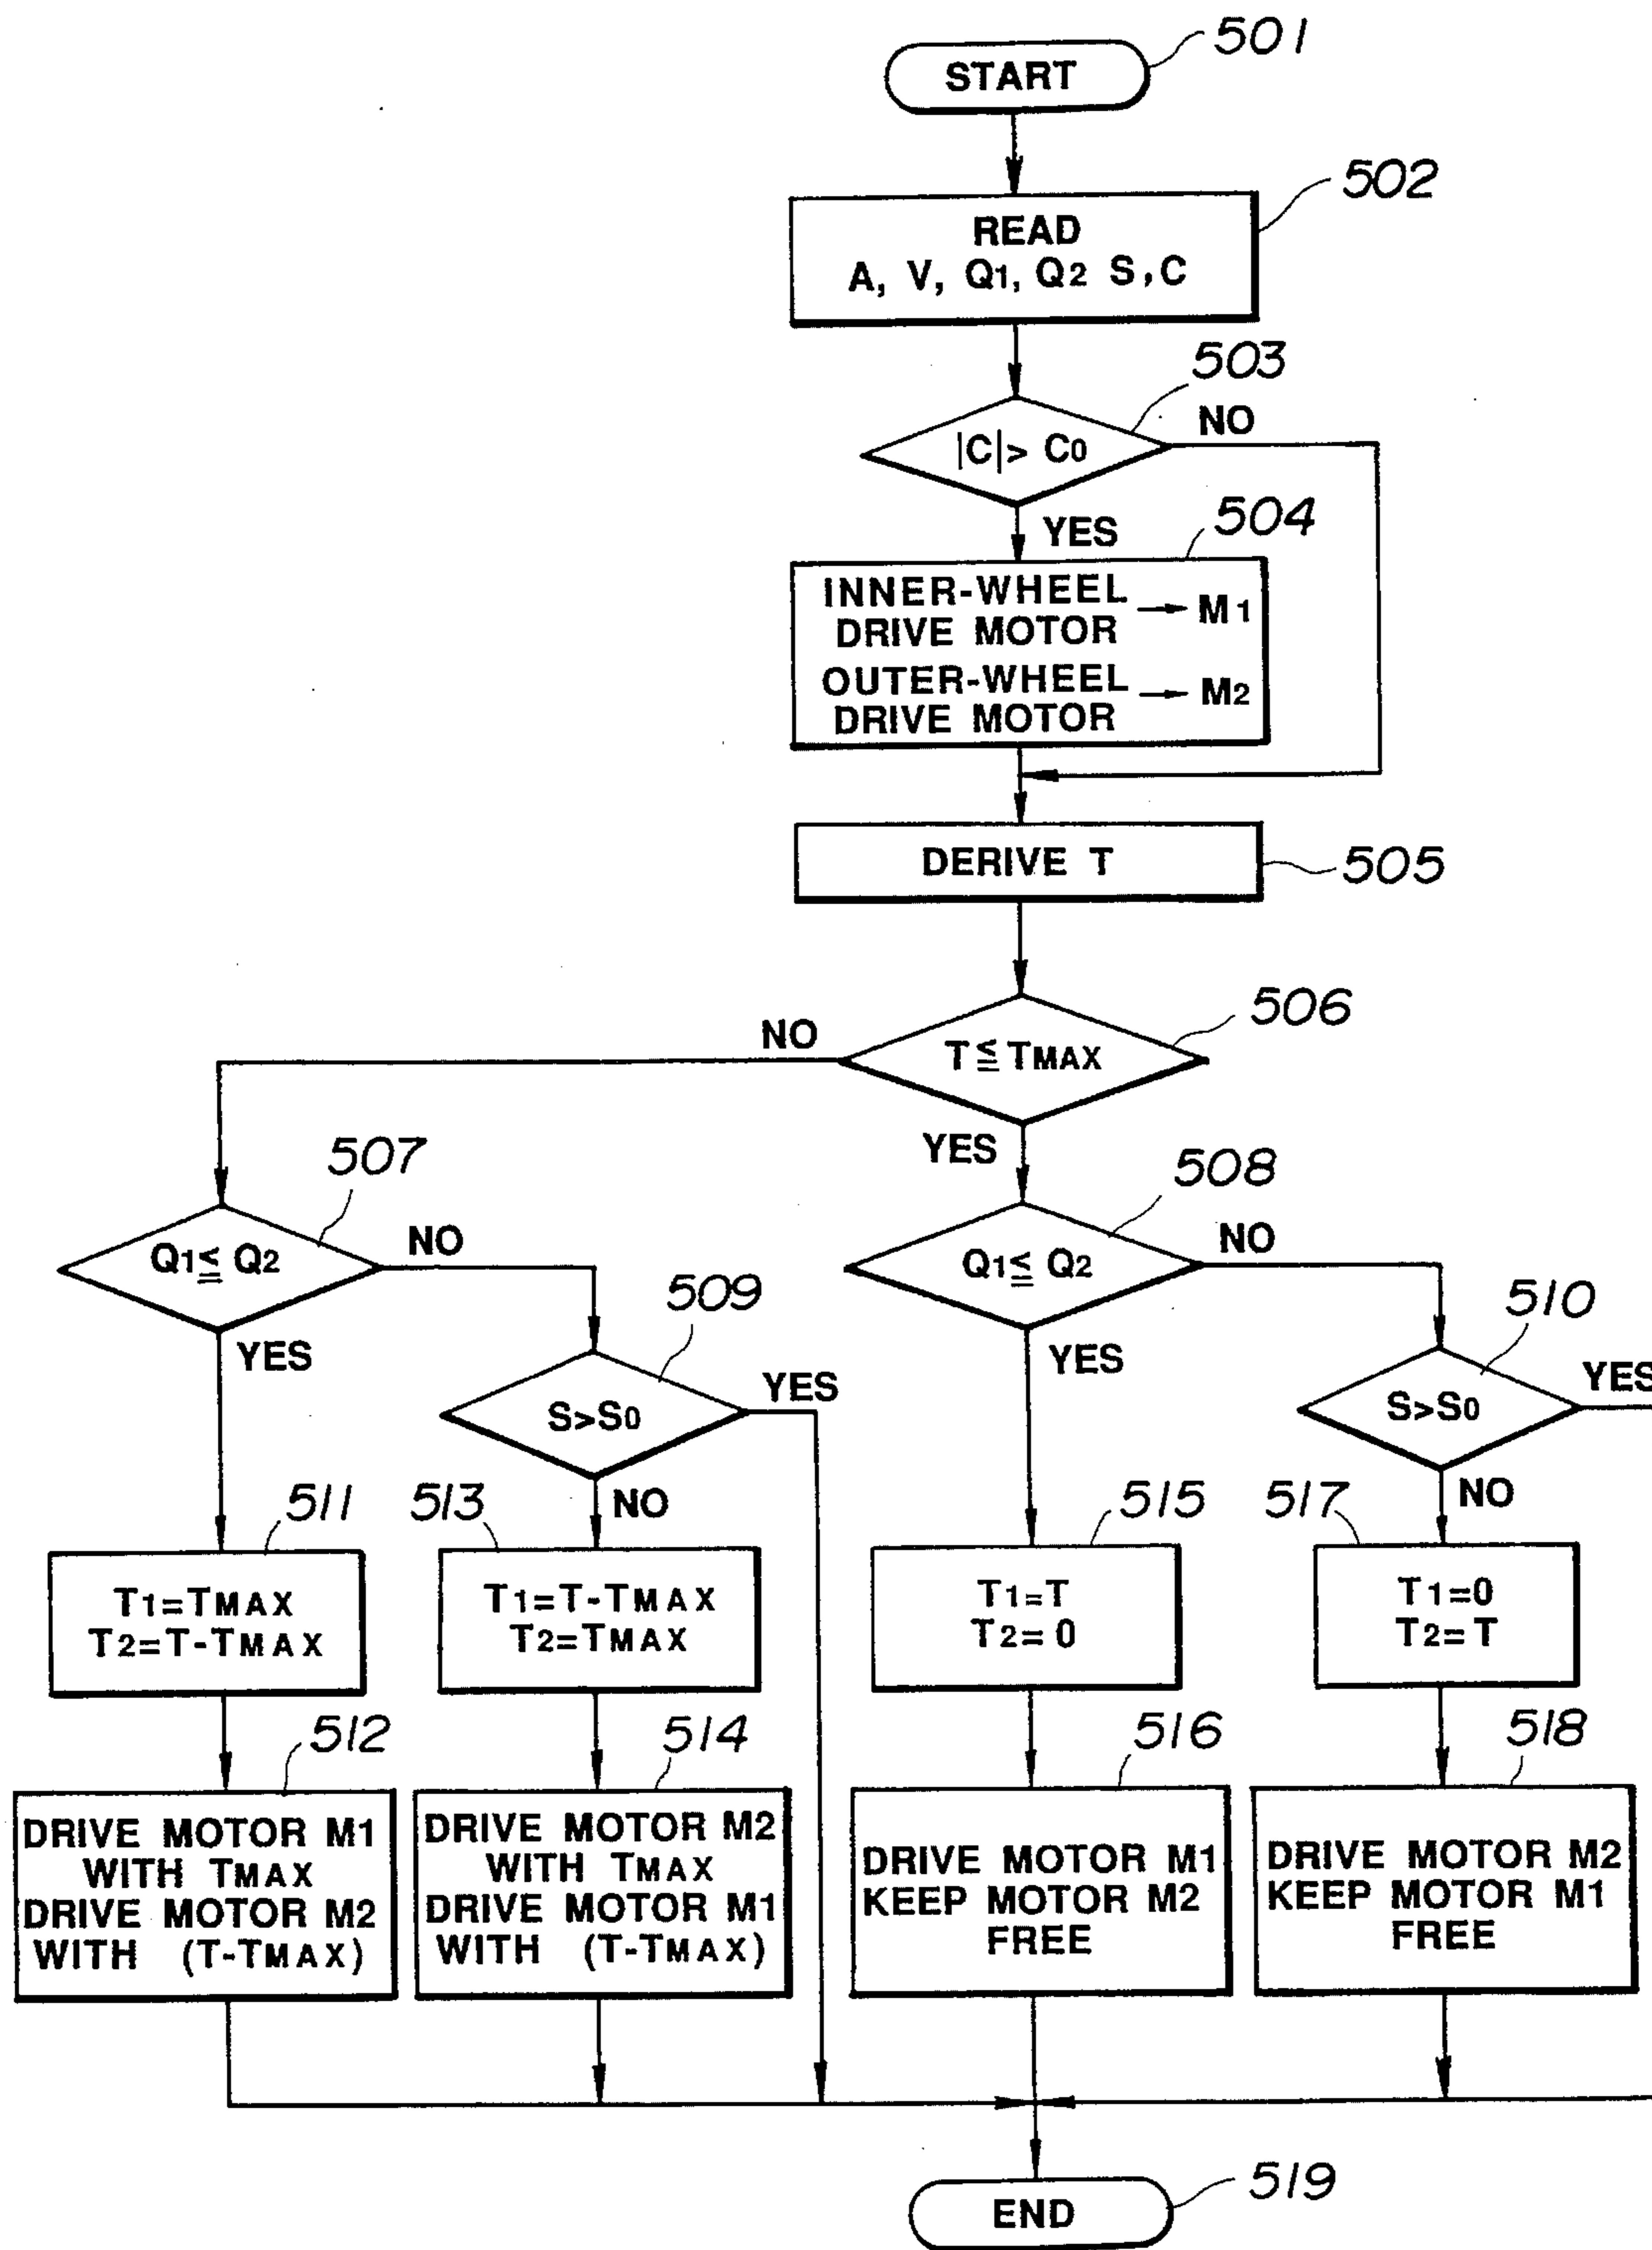 START
501
READ
A, V, Q1, Q2 S,C
502
503
|C|> C0
NO
YES
504
INNER-WHEEL
DRIVE MOTOR → M1
OUTER-WHEEL
DRIVE MOTOR → M2
DERIVE T
505
506
NO
T≦TMAX
YES
507
508
Q1≦Q2
NO
Q1≦Q2
NO
YES
509
YES
510
S>S0
YES
S>S0
YES
NO
NO
511
513
515
517
T1=TMAX
T2=T-TMAX
T1=T-TMAX
T2=TMAX
T1=T
T2=0
T1=0
T2=T
512
514
516
518
DRIVE MOTOR M1
WITH TMAX
DRIVE MOTOR M2
WITH (T-TMAX)
DRIVE MOTOR M2
WITH TMAX
DRIVE MOTOR M1
WITH (T-TMAX)
DRIVE MOTOR M1
KEEP MOTOR M2
FREE
DRIVE MOTOR M2
KEEP MOTOR M1
FREE
END
519